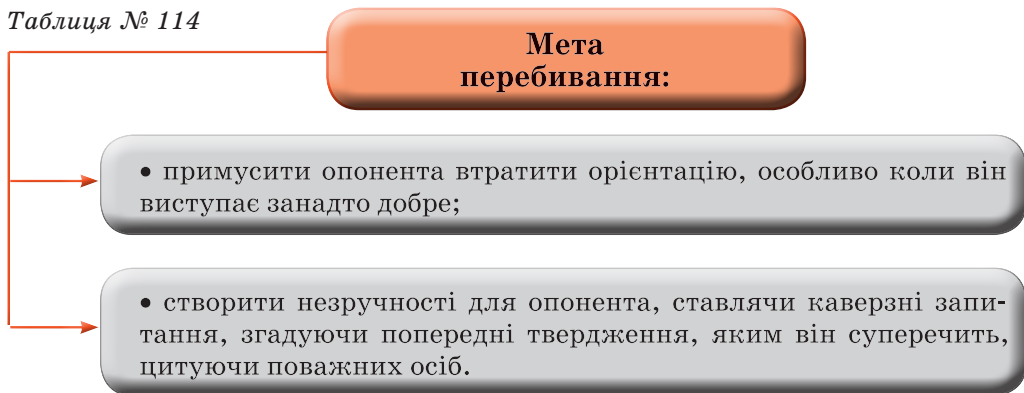 Таблиця № 114
Мета
перебивання:
• примусити опонента втратити орієнтацію, особливо коли він
виступає занадто добре;
• створити незручності для опонента, ставлячи каверзні запи-
тання, згадуючи попередні твердження, яким він суперечить,
цитуючи поважних осіб.